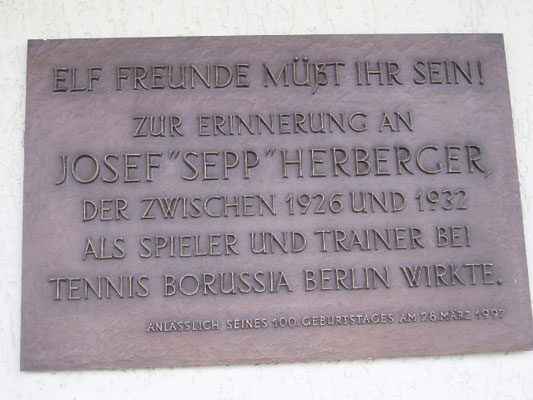 ELF FREUNDE MÜßT IHR SEIN!
ZUR ERINNERUNG AN
JOSEF "SEPP" HERBERGER,
DER ZWISCHEN 1926 UND 1932
ALS SPIELER UND TRAINER BEI
TENNIS BORUSSIA BERLIN WIRKTE.
ANLÄSSLICH SEINES 100. GEBURTSTAGES AM 28. MÄRZ 1997